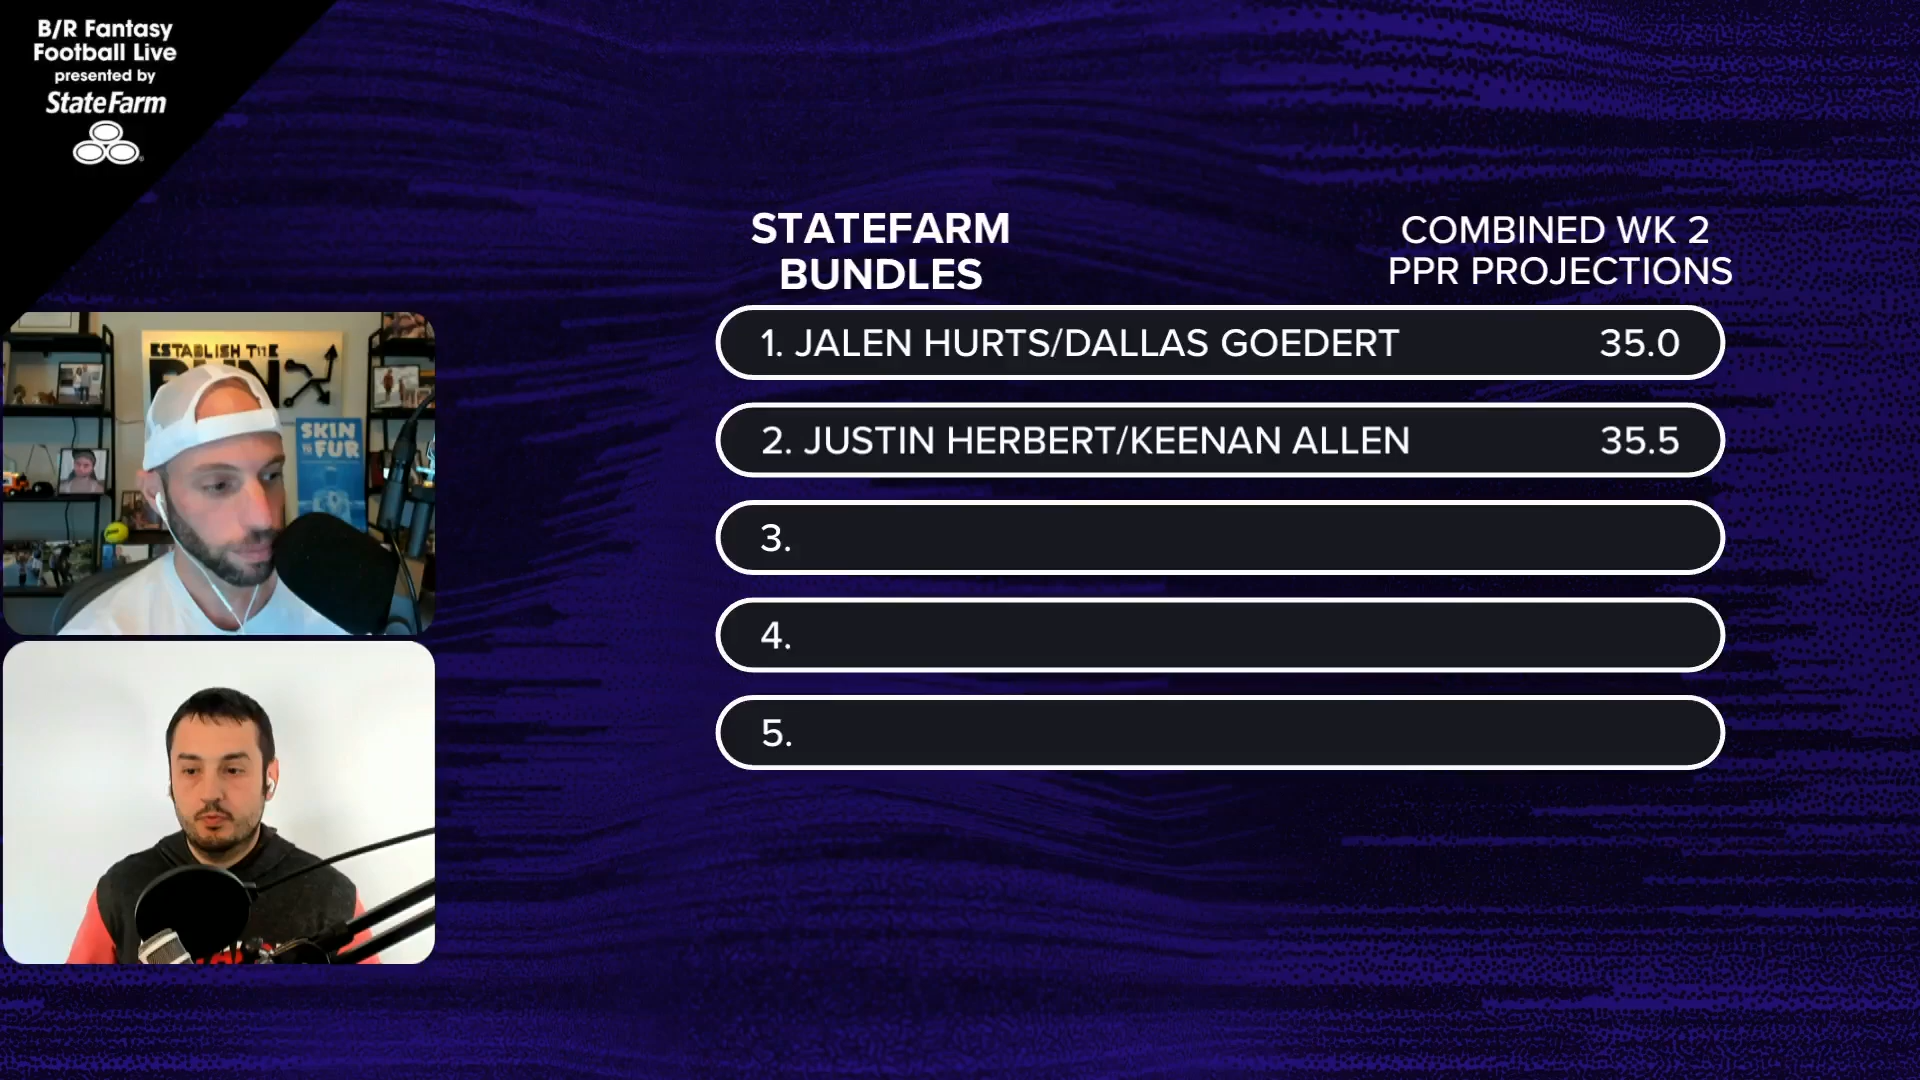 B/R Fantasy
Football Live
presented by
StateFarm
STATEFARM
BUNDLES
COMBINED WK 2
PPR PROJECTIONS
1. JALEN HURTS/DALLAS GOEDERT 35.0
2. JUSTIN HERBERT/KEENAN ALLEN 35.5
3.
4.
5.
ESTABLISH THE
RUN
SKIN
FUR